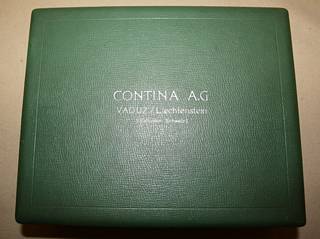 CONTINA A.G
VADUZ / Liechtenstein